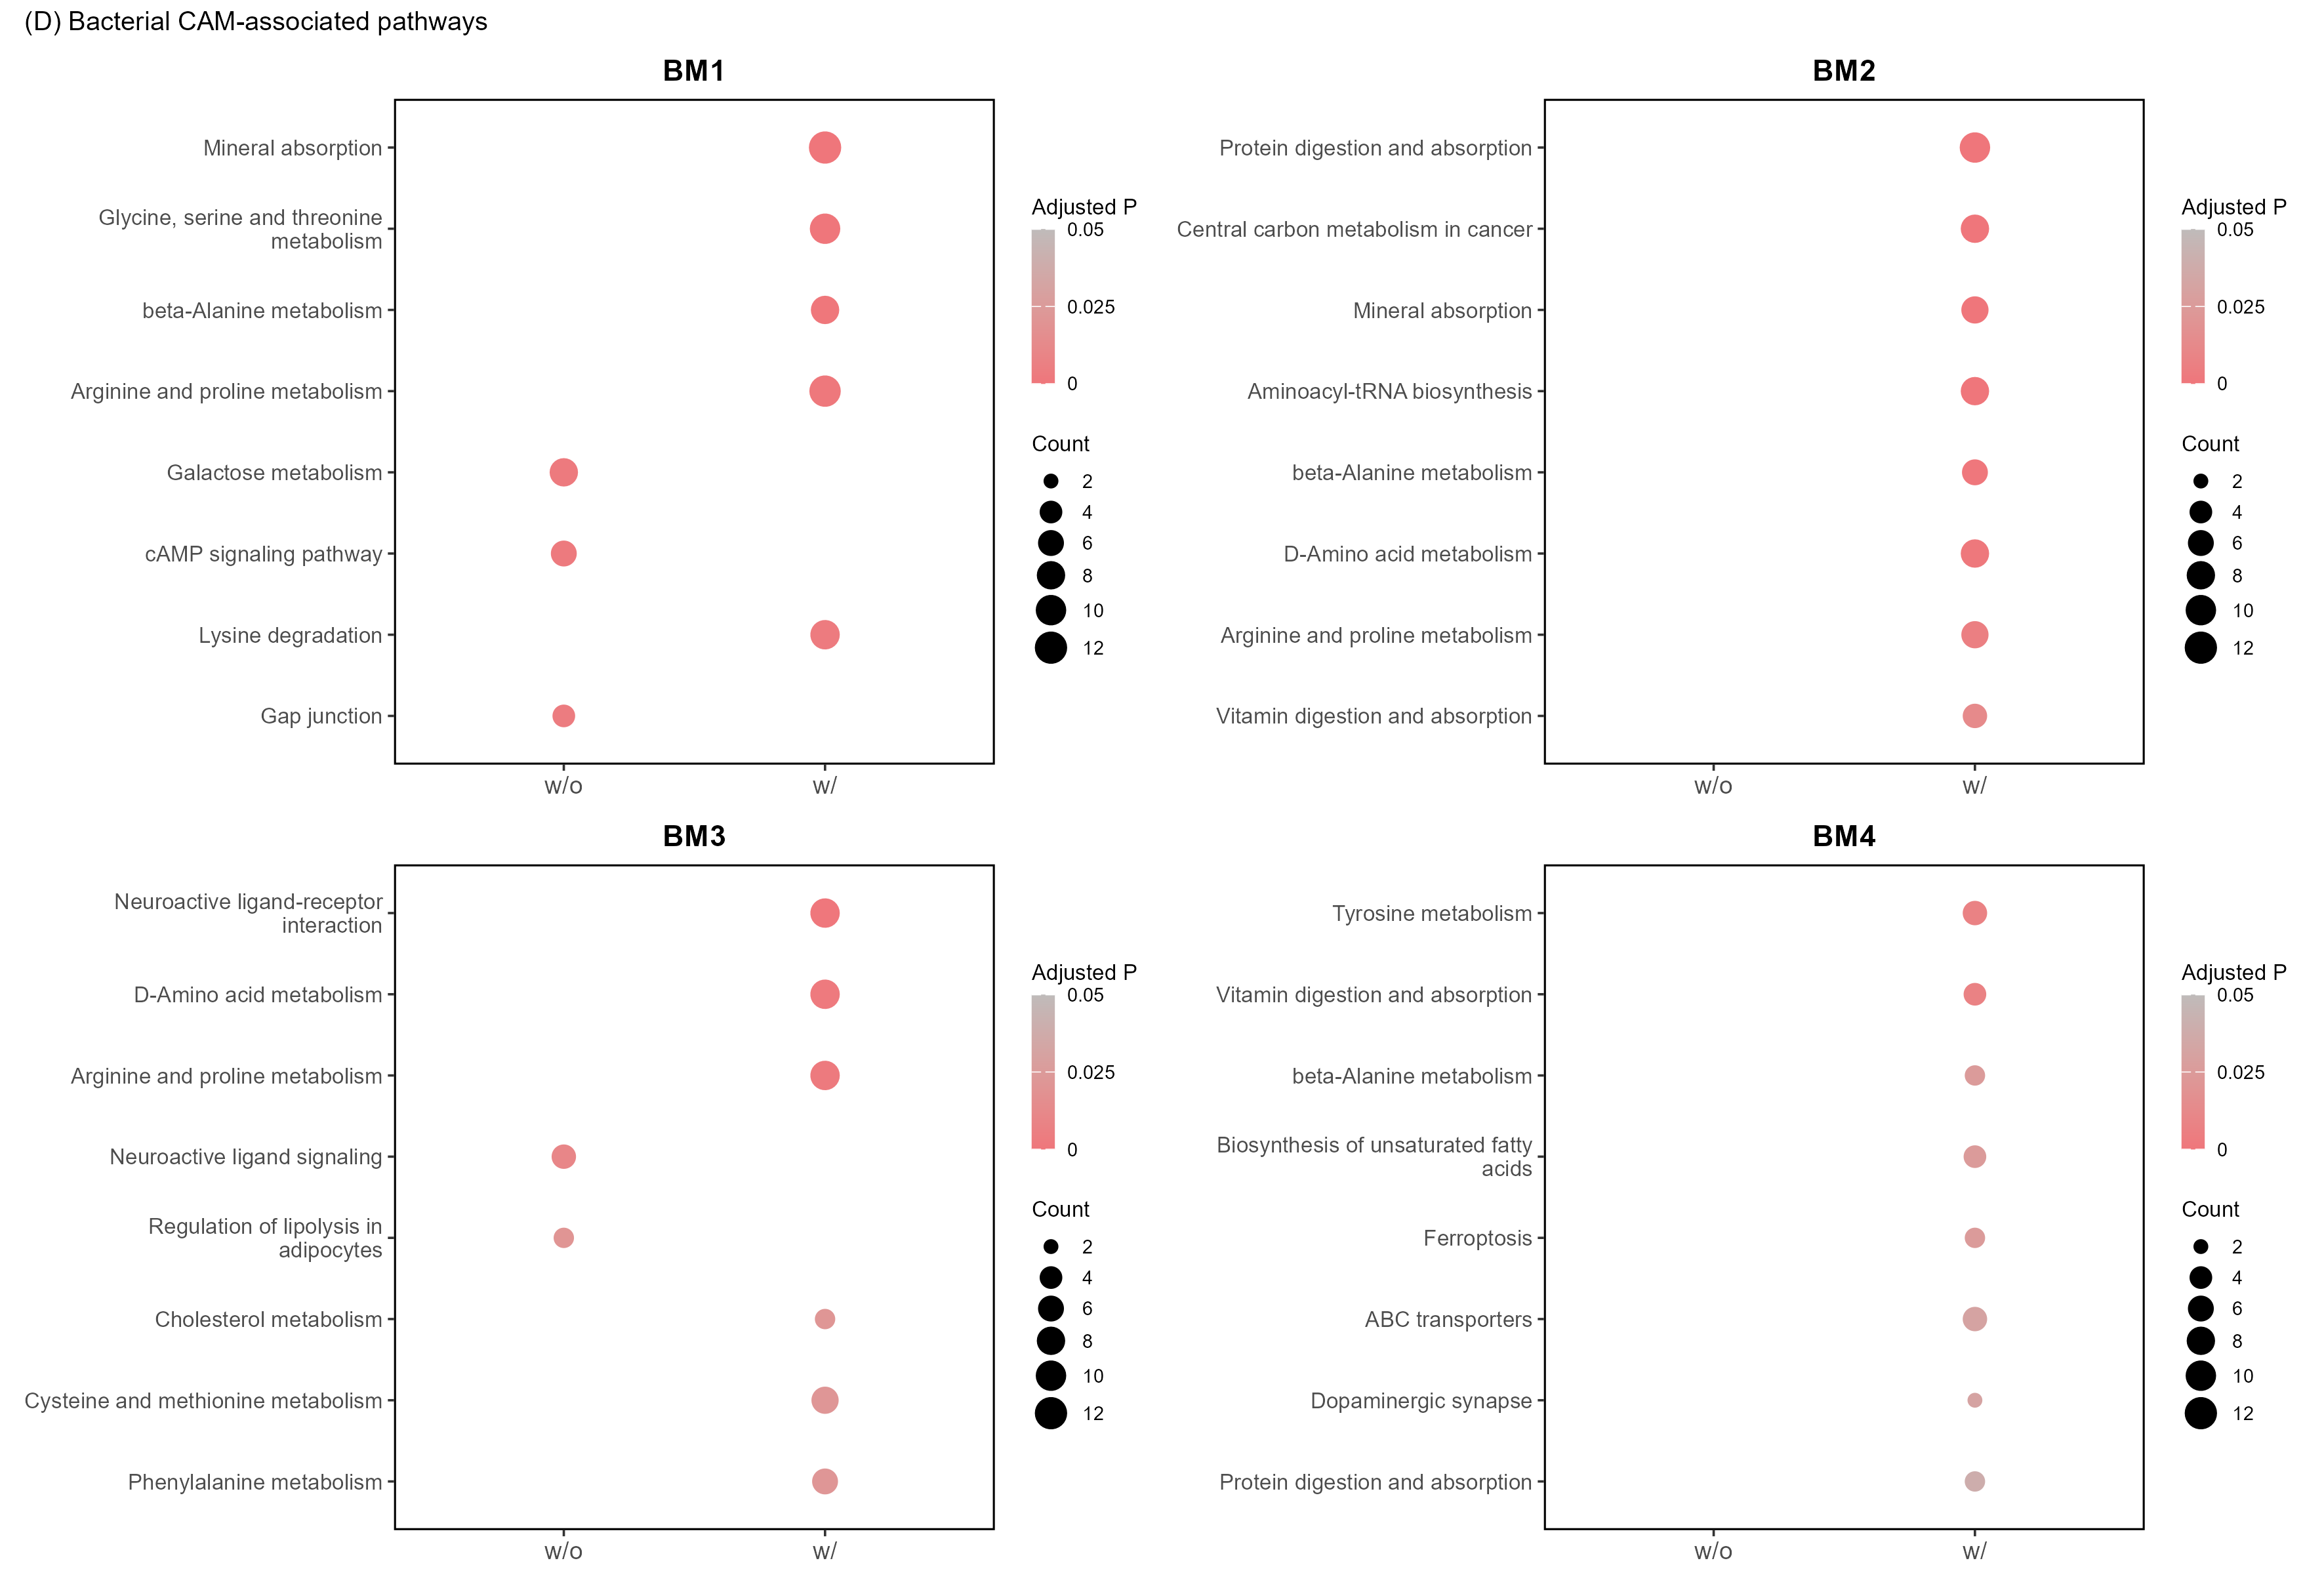 (D) Bacterial CAM-associated pathways
BM1
Mineral absorption
Glycine, serine and threonine
metabolism
beta-Alanine metabolism
Arginine and proline metabolism
Galactose metabolism
cAMP signaling pathway
Lysine degradation
Gap junction
w/o
w/
Adjusted P
0.05
0.025
0
Count
2
4
6
8
10
12
BM2
Protein digestion and absorption
Central carbon metabolism in cancer
Mineral absorption
Aminoacyl-tRNA biosynthesis
beta-Alanine metabolism
D-Amino acid metabolism
Arginine and proline metabolism
Vitamin digestion and absorption
w/o
w/
Adjusted P
0.05
0.025
0
Count
2
4
6
8
10
12
BM3
Neuroactive ligand-receptor
interaction
D-Amino acid metabolism
Arginine and proline metabolism
Neuroactive ligand signaling
Regulation of lipolysis in
adipocytes
Cholesterol metabolism
Cysteine and methionine metabolism
Phenylalanine metabolism
w/o
w/
Adjusted P
0.05
0.025
0
Count
2
4
6
8
10
12
BM4
Tyrosine metabolism
Vitamin digestion and absorption
beta-Alanine metabolism
Biosynthesis of unsaturated fatty
acids
Ferroptosis
ABC transporters
Dopaminergic synapse
Protein digestion and absorption
w/o
w/
Adjusted P
0.05
0.025
0
Count
2
4
6
8
10
12